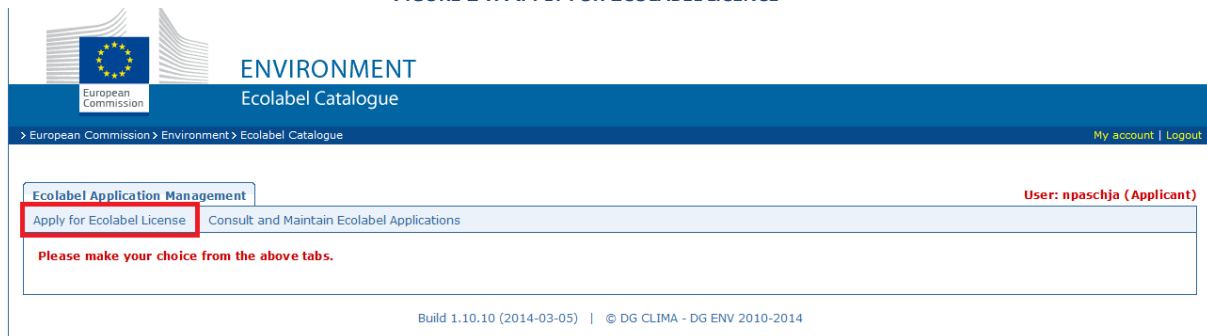 ENVIRONMENT
European
Commission
Ecolabel Catalogue
> European Commission > Environment > Ecolabel Catalogue My account | Logout
Ecolabel Application Management User: npaschja (Applicant)
Apply for Ecolabel License Consult and Maintain Ecolabel Applications
Please make your choice from the above tabs.
Build 1.10.10 (2014-03-05) | © DG CLIMA - DG ENV 2010-2014